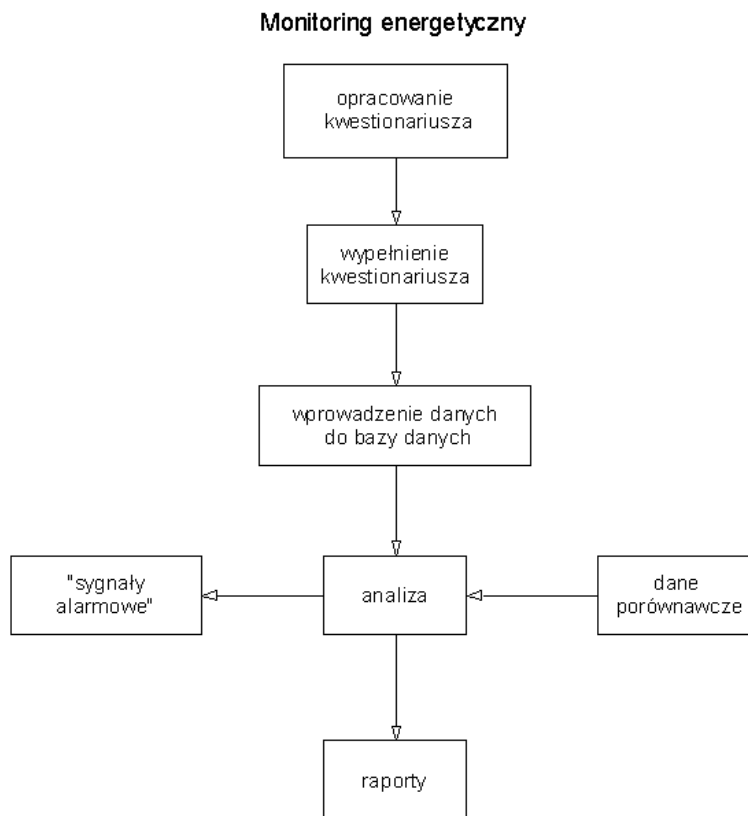 Monitoring energetyczny
opracowanie
kwestionariusza
wypełnienie
kwestionariusza
wprowadzenie danych
do bazy danych
"sygnały
alarmowe"
analiza
dane
porównawcze
raporty